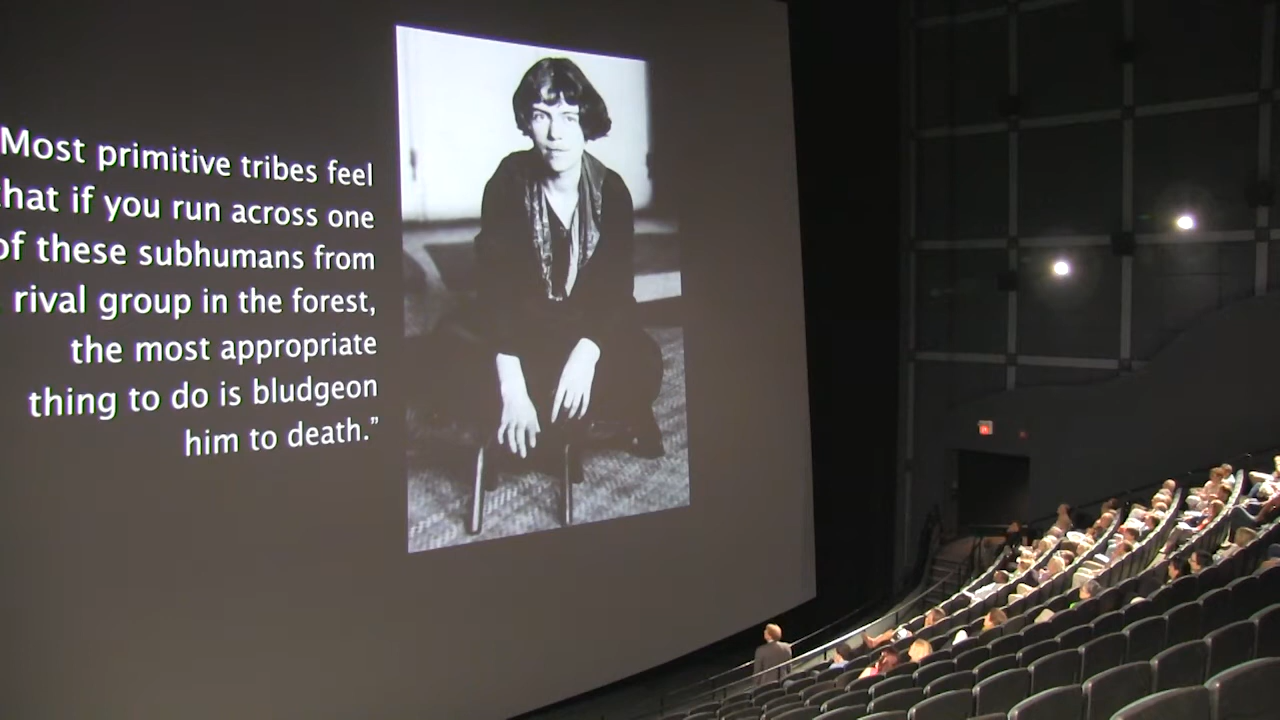 Most primitive tribes feel
hat if you run across one
of these subhumans from
rival group in the forest,
the most appropriate
thing to do is bludgeon
him to death.”